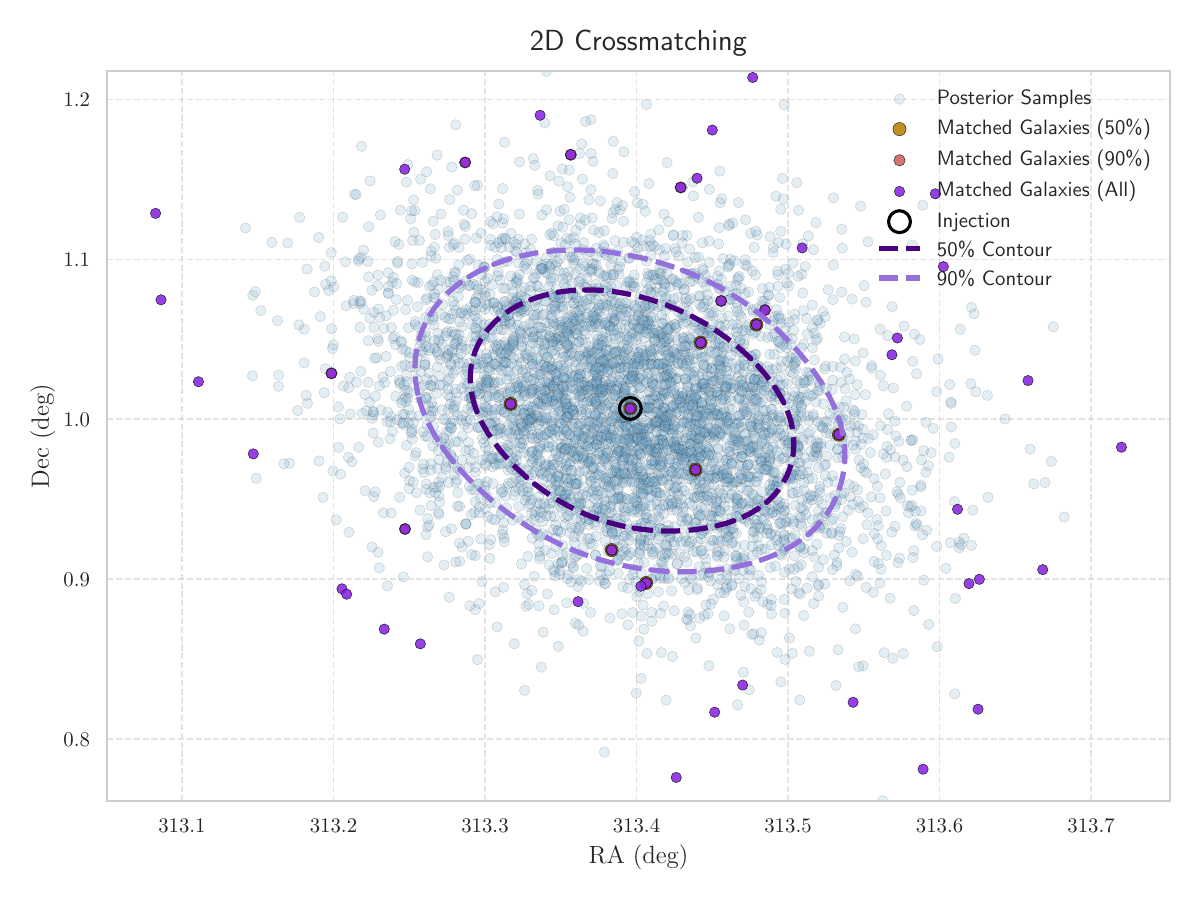 2D Crossmatching
Posterior Samples
Matched Galaxies (50%)
Matched Galaxies (90%)
Matched Galaxies (All)
Injection
50% Contour
90% Contour
1.2
1.1
1.0
0.9
0.8
Dec (deg)
313.1 313.2 313.3 313.4 313.5 313.6 313.7
RA (deg)